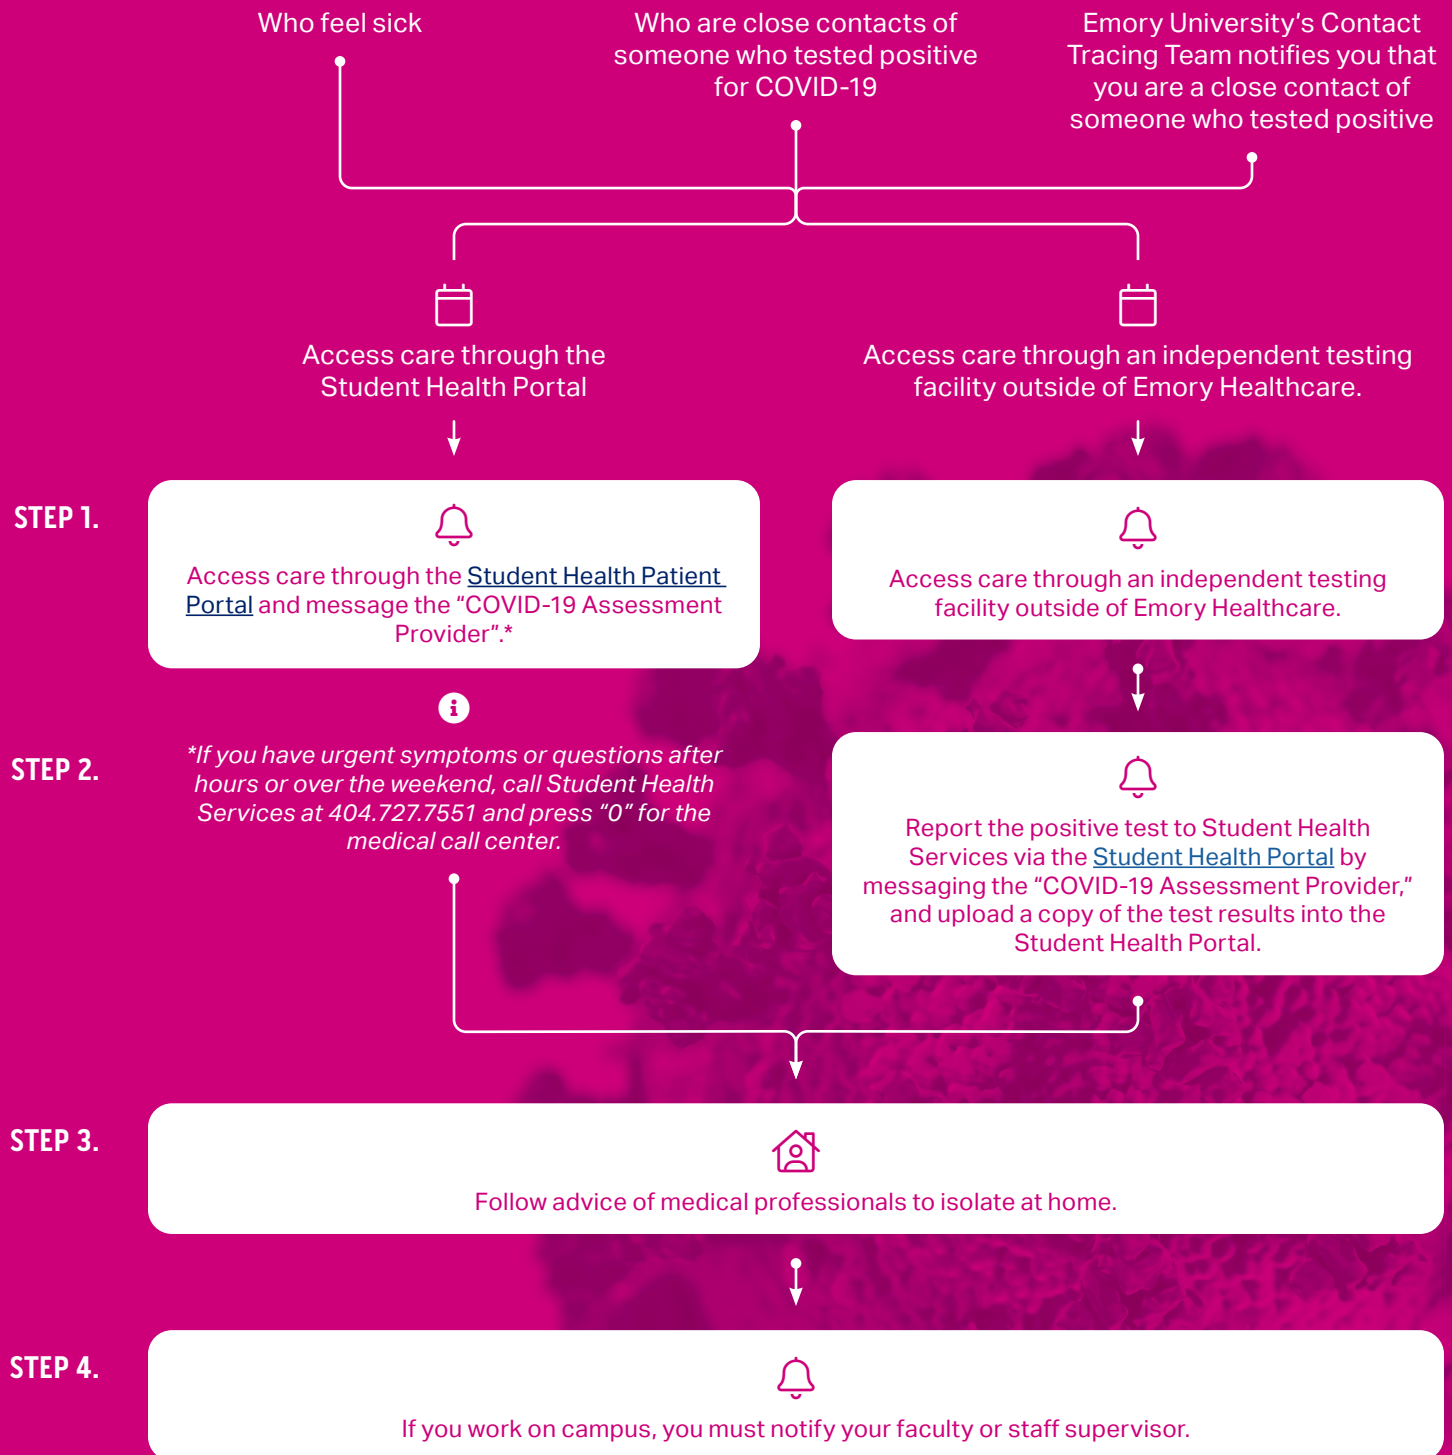 Who feel sick
Who are close contacts of
someone who tested positive
for COVID-19
Emory University's Contact
Tracing Team notifies you that
you are a close contact of
someone who tested positive
Access care through the
Student Health Portal
Access care through an independent testing
facility outside of Emory Healthcare.
STEP 1.
Access care through the Student Health Patient
Portal and message the “COVID-19 Assessment
Provider”.*
Access care through an independent testing
facility outside of Emory Healthcare.
STEP 2.
*If you have urgent symptoms or questions after
hours or over the weekend, call Student Health
Services at 404.727.7551 and press “0” for the
medical call center.
Report the positive test to Student Health
Services via the Student Health Portal by
messaging the “COVID-19 Assessment Provider,”
and upload a copy of the test results into the
Student Health Portal.
STEP 3.
Follow advice of medical professionals to isolate at home.
STEP 4.
If you work on campus, you must notify your faculty or staff supervisor.